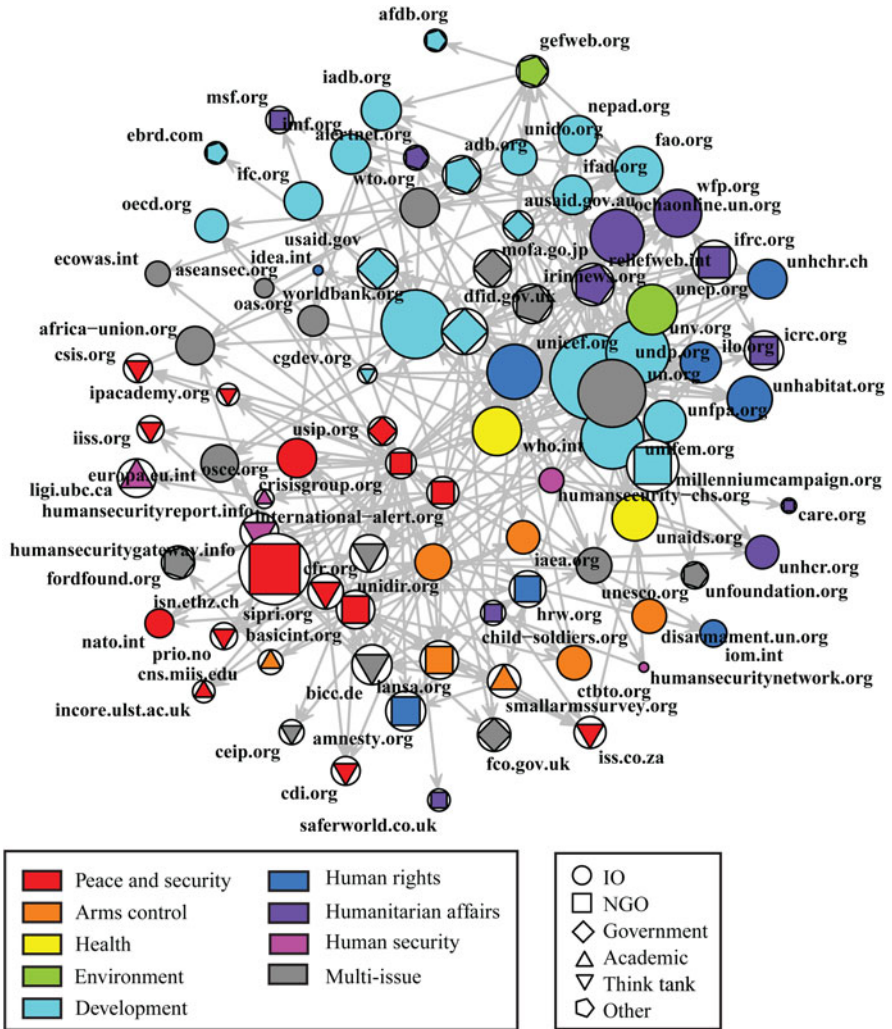 afdb.org
gefweb.org
iadb.org
msf.org
nepad.org
imf.org
unido.org
alertnet.org
fao.org
ebrd.com
adb.org
ifad.org
wto.org
ifc.org
wfp.org
ausaid.gov.au
oecd.org
ochaonline.un.org
usaid.gov
ifrc.org
mofa.go.jp
idea.int
reliefweb.int
unhchr.ch
ecowas.int
aseansec.org
irinnews.org
unep.org
worldbank.org
dfid.gov.uk
oas.org
unv.org
icrc.org
africa-union.org
unicef.org
undp.org
ilo.org
csis.org
cgdev.org
un.org
unhabitat.org
ipacademy.org
unfpa.org
usip.org
iiss.org
who.int
unifem.org
europa.eu.int
osce.org
millenniumcampaign.org
ligi.ubc.ca
crisisgroup.org
humansecurity-chs.org
care.org
humansecurityreport.info
international-alert.org
unaids.org
humansecuritygateway.info
cfr.org
iaea.org
unhcr.org
fordfound.org
unidir.org
unesco.org
unfoundation.org
isn.ethz.ch
sipri.org
hrw.org
nato.int
basicint.org
child-soldiers.org
disarmament.un.org
prio.no
iom.int
cns.miis.edu
ctbto.org
humansecuritynetwork.org
bicc.de
iansa.org
incore.ulst.ac.uk
smallarmssurvey.org
ceip.org
amnesty.org
iss.co.za
fco.gov.uk
cdi.org
saferworld.co.uk
Peace and security
Arms control
Health
Environment
Development
Human rights
Humanitarian affairs
Human security
Multi-issue
IO
NGO
Government
Academic
Think tank
Other